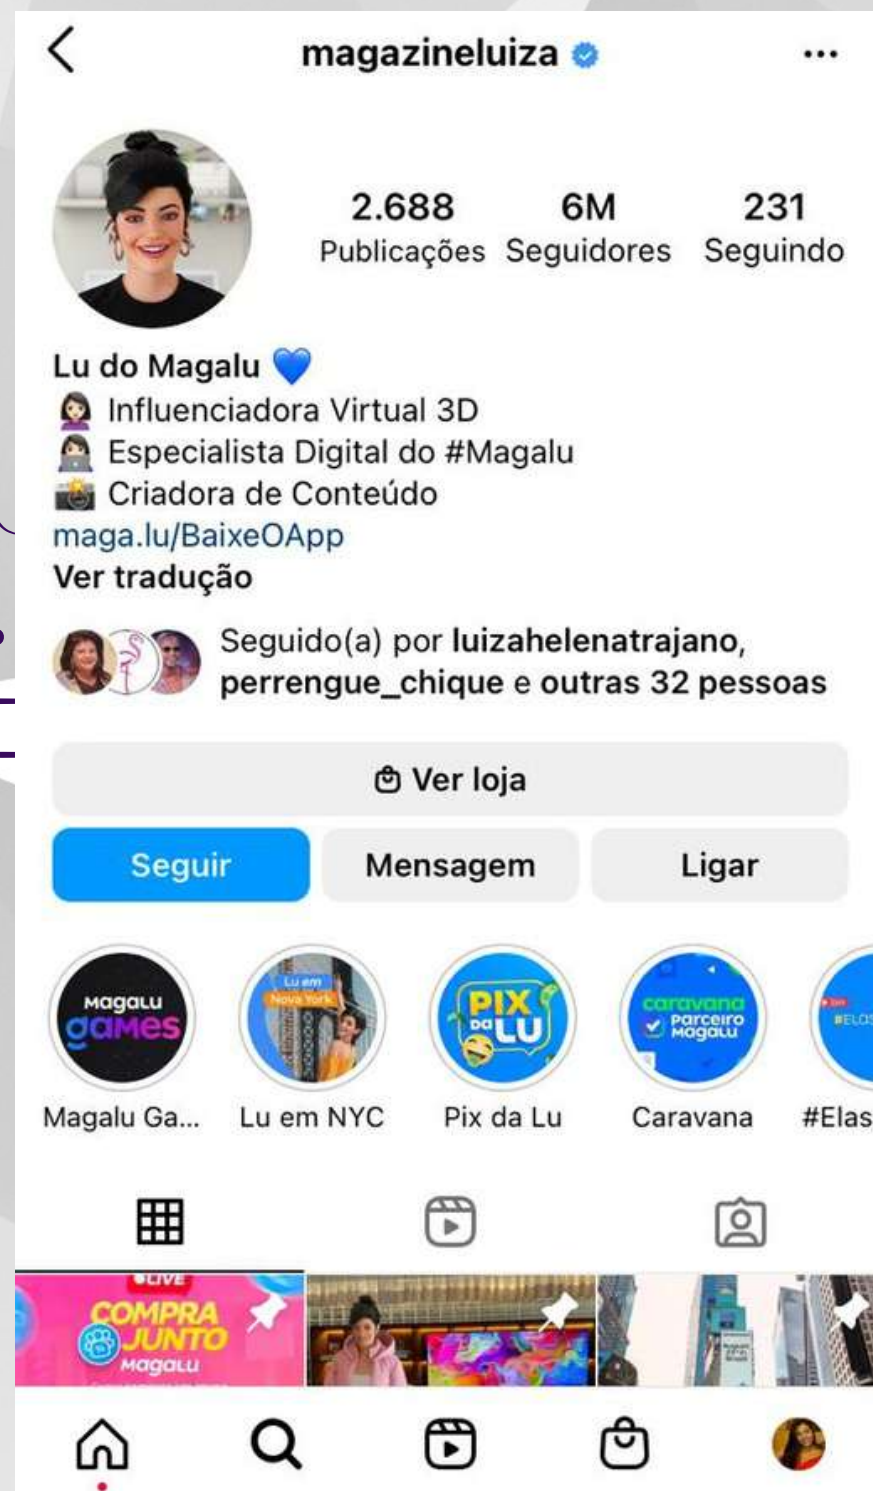 magazineluiza
2.688 6M 231
Publicações Seguidores Seguindo
Lu do Magalu 💙
Influenciadora Virtual 3D
Especialista Digital do #Magalu
Criadora de Conteúdo
maga.lu/BaixeOApp
Ver tradução
Seguido(a) por luizahelenatrajano,
perrengue_chique e outras 32 pessoas
Ver loja
Seguir Mensagem Ligar
Magalu
games
Lu em
Nova York
PIX
DA LU
caravana
Parceiro
Magalu
#ELAS
Magalu Ga... Lu em NYC Pix da Lu Caravana #Elas
LIVE
COMPRA
JUNTO
Magalu